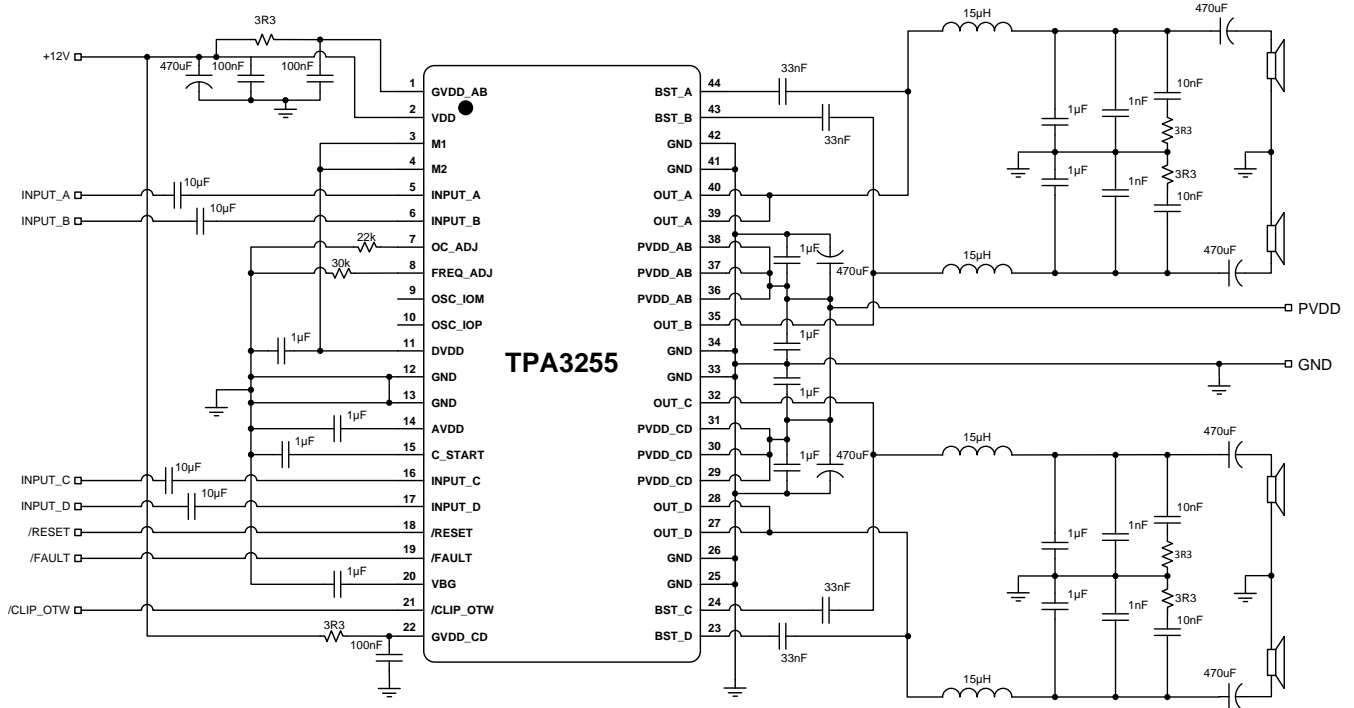 3R3
+12V
470uF
100nF
100nF
1
GVDD_AB
2
VDD
3
M1
4
M2
INPUT_A
10µF
5
INPUT_A
INPUT_B
10µF
6
INPUT_B
22k
7
OC_ADJ
30k
8
FREQ_ADJ
9
OSC_IOM
10
OSC_IOP
1µF
11
DVDD
12
GND
13
GND
1µF
14
AVDD
1µF
15
C_START
INPUT_C
10µF
16
INPUT_C
INPUT_D
10µF
17
INPUT_D
/RESET
18
/RESET
/FAULT
19
/FAULT
1µF
20
VBG
/CLIP_OTW
21
/CLIP_OTW
3R3
100nF
22
GVDD_CD
TPA3255
44
BST_A
33nF
43
BST_B
33nF
42
GND
41
GND
40
OUT_A
39
OUT_A
38
PVDD_AB
37
PVDD_AB
36
PVDD_AB
1µF
470uF
35
OUT_B
34
GND
1µF
33
GND
1µF
32
OUT_C
31
PVDD_CD
30
PVDD_CD
29
PVDD_CD
1µF
470uF
28
OUT_D
27
OUT_D
26
GND
25
GND
24
BST_C
33nF
23
BST_D
33nF
15µH
470uF
1µF
1nF
10nF
3R3
1µF
1nF
3R3
10nF
15µH
470uF
PVDD
GND
15µH
470uF
1µF
1nF
10nF
3R3
1µF
1nF
3R3
10nF
15µH
470uF